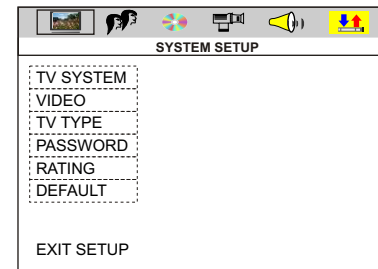 SYSTEM SETUP
TV SYSTEM
VIDEO
TV TYPE
PASSWORD
RATING
DEFAULT
EXIT SETUP